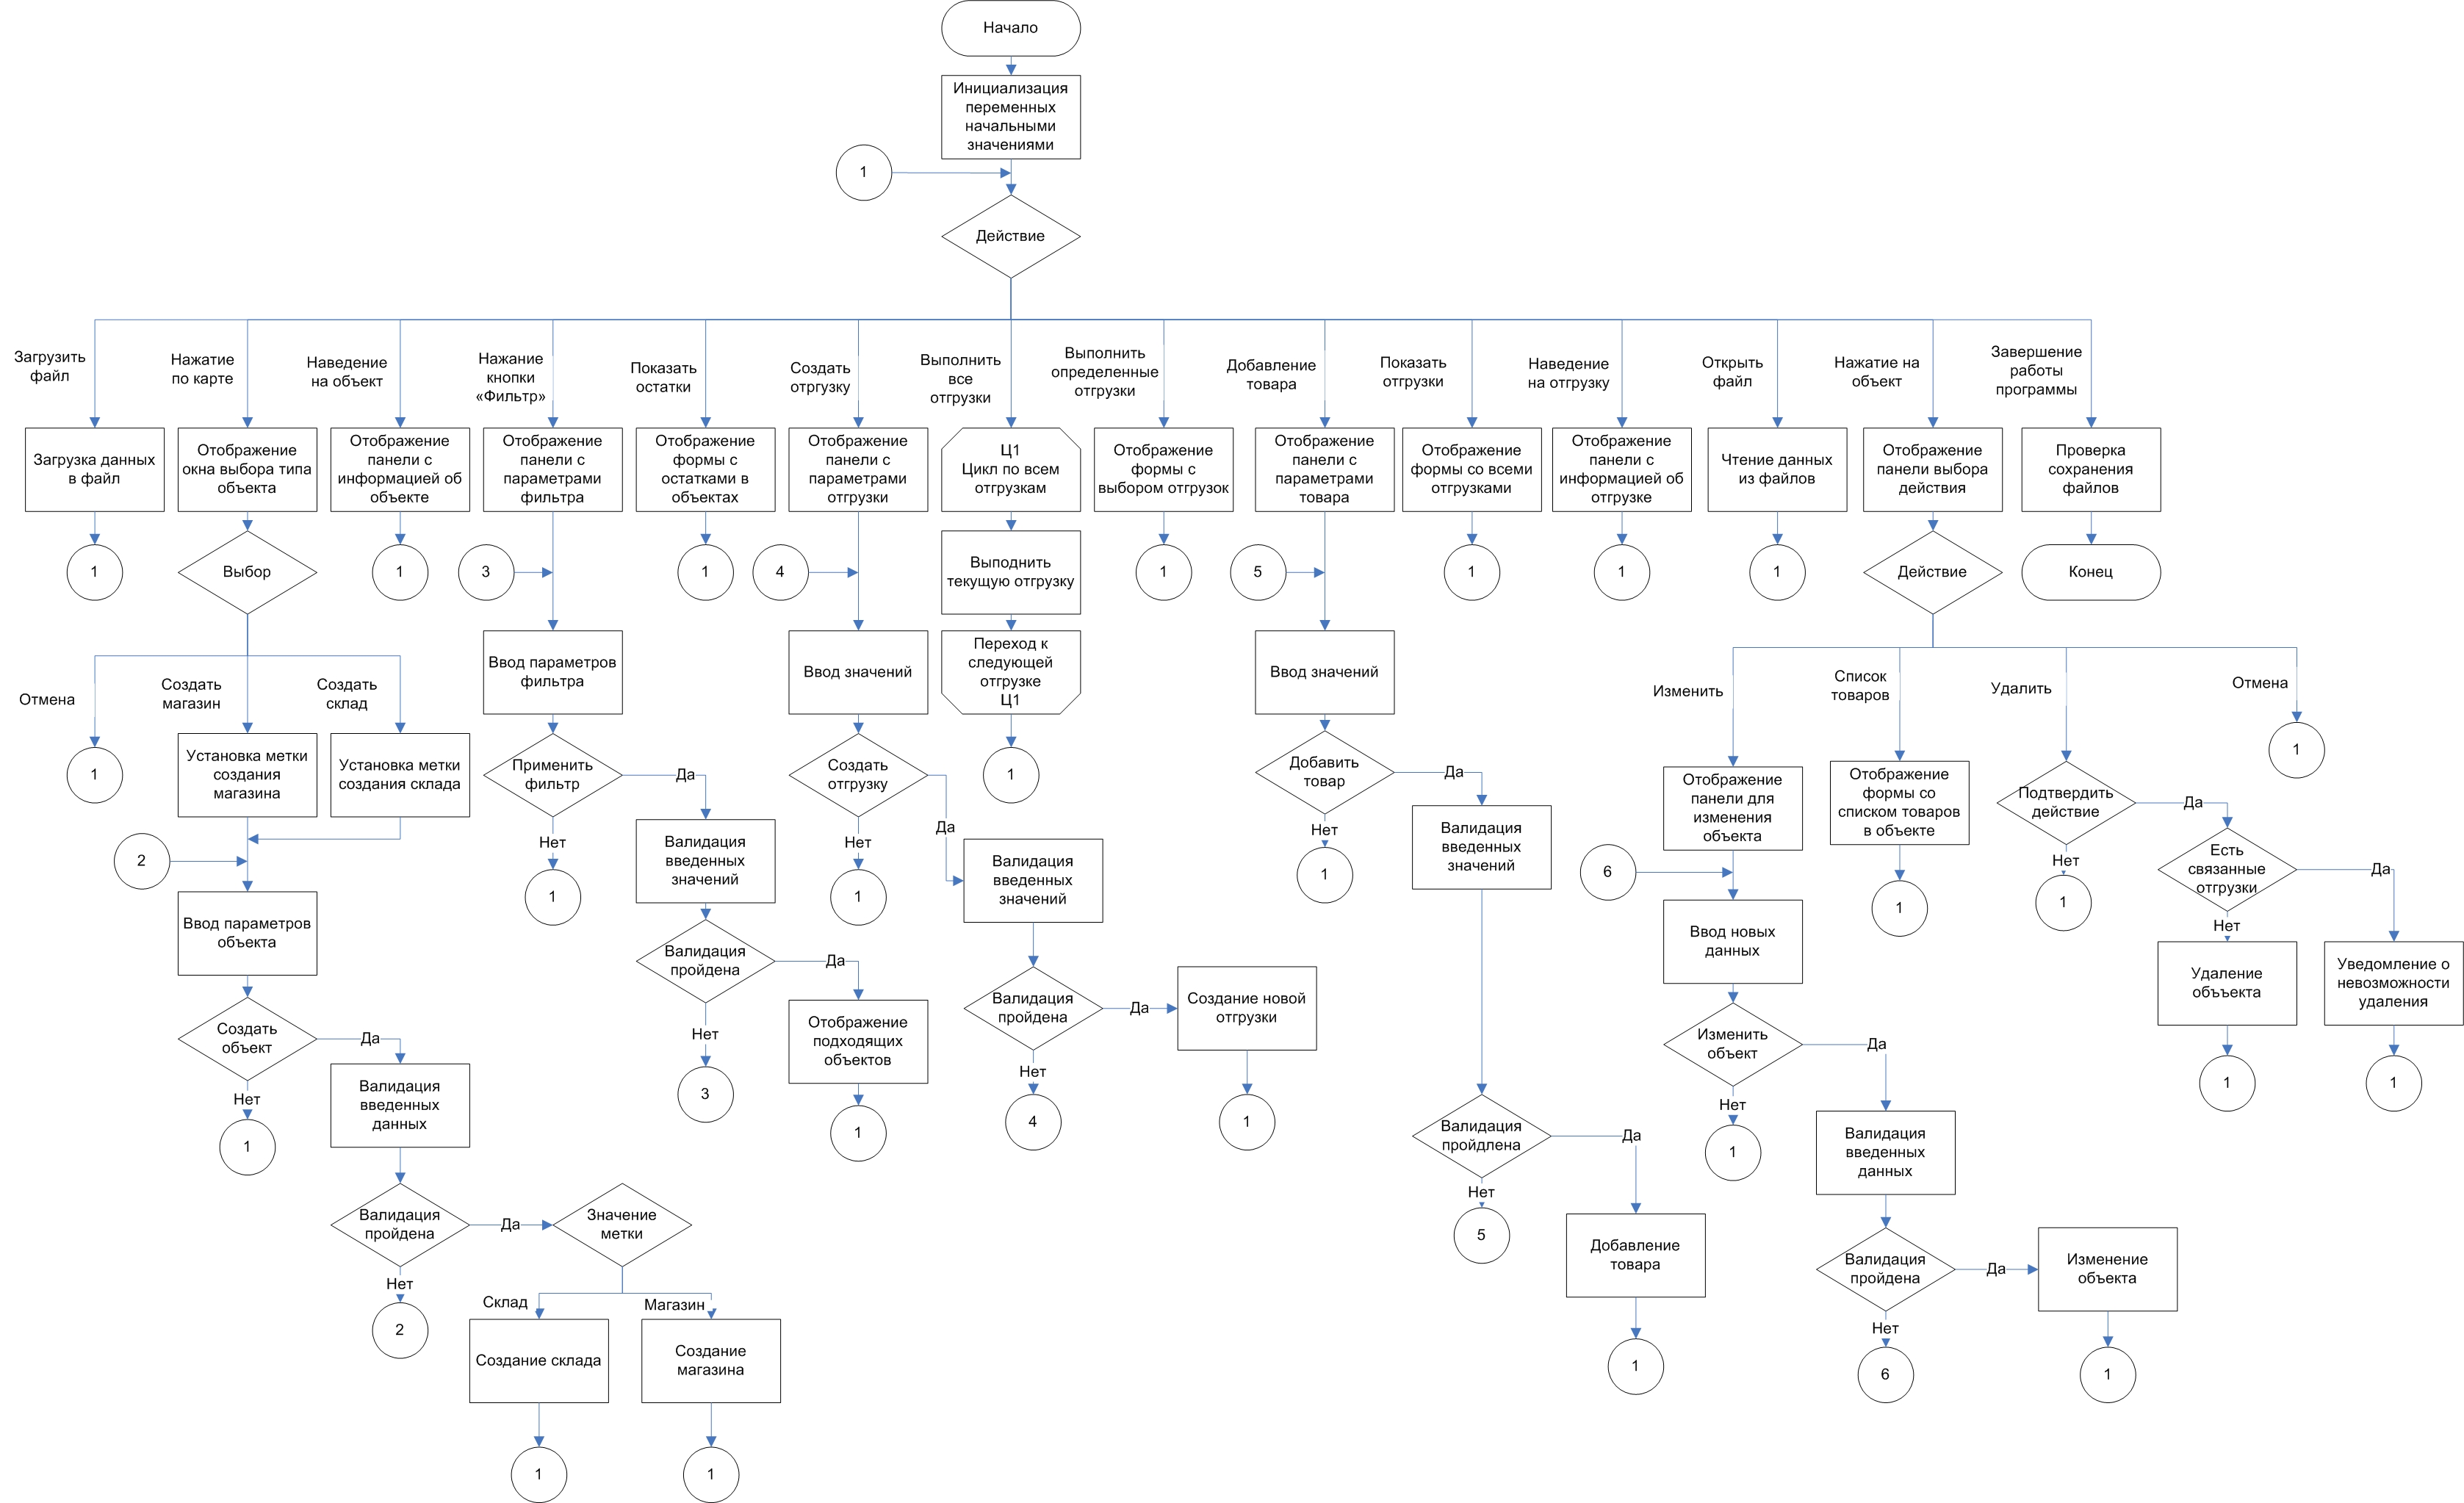 Начало
Инициализация
переменных
начальными
значениями
1
Действие
Загрузить
файл
Нажатие
по карте
Наведение
на объект
Нажание
кнопки
«Фильтр»
Показать
остатки
Создать
отргузку
Выполнить
все
отгрузки
Выполнить
определенные
отгрузки
Добавление
товара
Показать
отгрузки
Наведение
на отгрузку
Открыть
файл
Нажатие на
объект
Завершение
работы
программы
Загрузка данных
в файл
Отображение
окна выбора типа
объекта
Отображение
панели с
информацией об
объекте
Отображение
панели с
параметрами
фильтра
Отображение
формы с
остатками в
объектах
Отображение
панели с
параметрами
отгрузки
Ц1
Цикл по всем
отгрузкам
Отображение
формы с
выбором отгрузок
Отображение
панели с
параметрами
товара
Отображение
формы со всеми
отгрузками
Отображение
панели с
информацией об
отгрузке
Чтение данных
из файлов
Отображение
панели выбора
действия
Проверка
сохранения
файлов
1
Выбор
1
3
1
4
Выподнить
текущую отгрузку
1
5
1
1
1
Действие
Конец
Отмена
Создать
магазин
Создать
склад
Ввод параметров
фильтра
Ввод значений
Переход к
следующей
отгрузке
Ц1
Ввод значений
Изменить
Список
товаров
Удалить
Отмена
1
Установка метки
создания
магазина
Установка метки
создания склада
Применить
фильтр
Да
Нет
1
Создать
отгрузку
Да
Нет
1
1
Добавить
товар
Да
Нет
1
Отображение
панели для
изменения
объекта
Отображение
формы со
списком товаров
в объекте
Подтвердить
действие
Да
Нет
1
1
2
Валидация
введенных
значений
Валидация
введенных
значений
Валидация
введенных
значений
6
1
Есть
связанные
отгрузки
Да
Нет
Ввод параметров
объекта
Валидация
пройдена
Да
Нет
3
Отображение
подходящих
объектов
1
Валидация
пройдена
Да
Нет
4
Создание новой
отгрузки
1
Ввод новых
данных
Удаление
объъекта
Уведомление о
невозможности
удаления
1
1
Создать
объект
Да
Нет
1
Валидация
введенных
данных
Валидация
пройдлена
Да
Нет
5
Добавление
товара
1
Изменить
объект
Да
Нет
1
Валидация
введенных
данных
Валидация
пройдена
Да
Нет
2
Значение
метки
Склад
Магазин
Создание склада
Создание
магазина
1
1
Валидация
пройдена
Да
Нет
6
Изменение
объекта
1